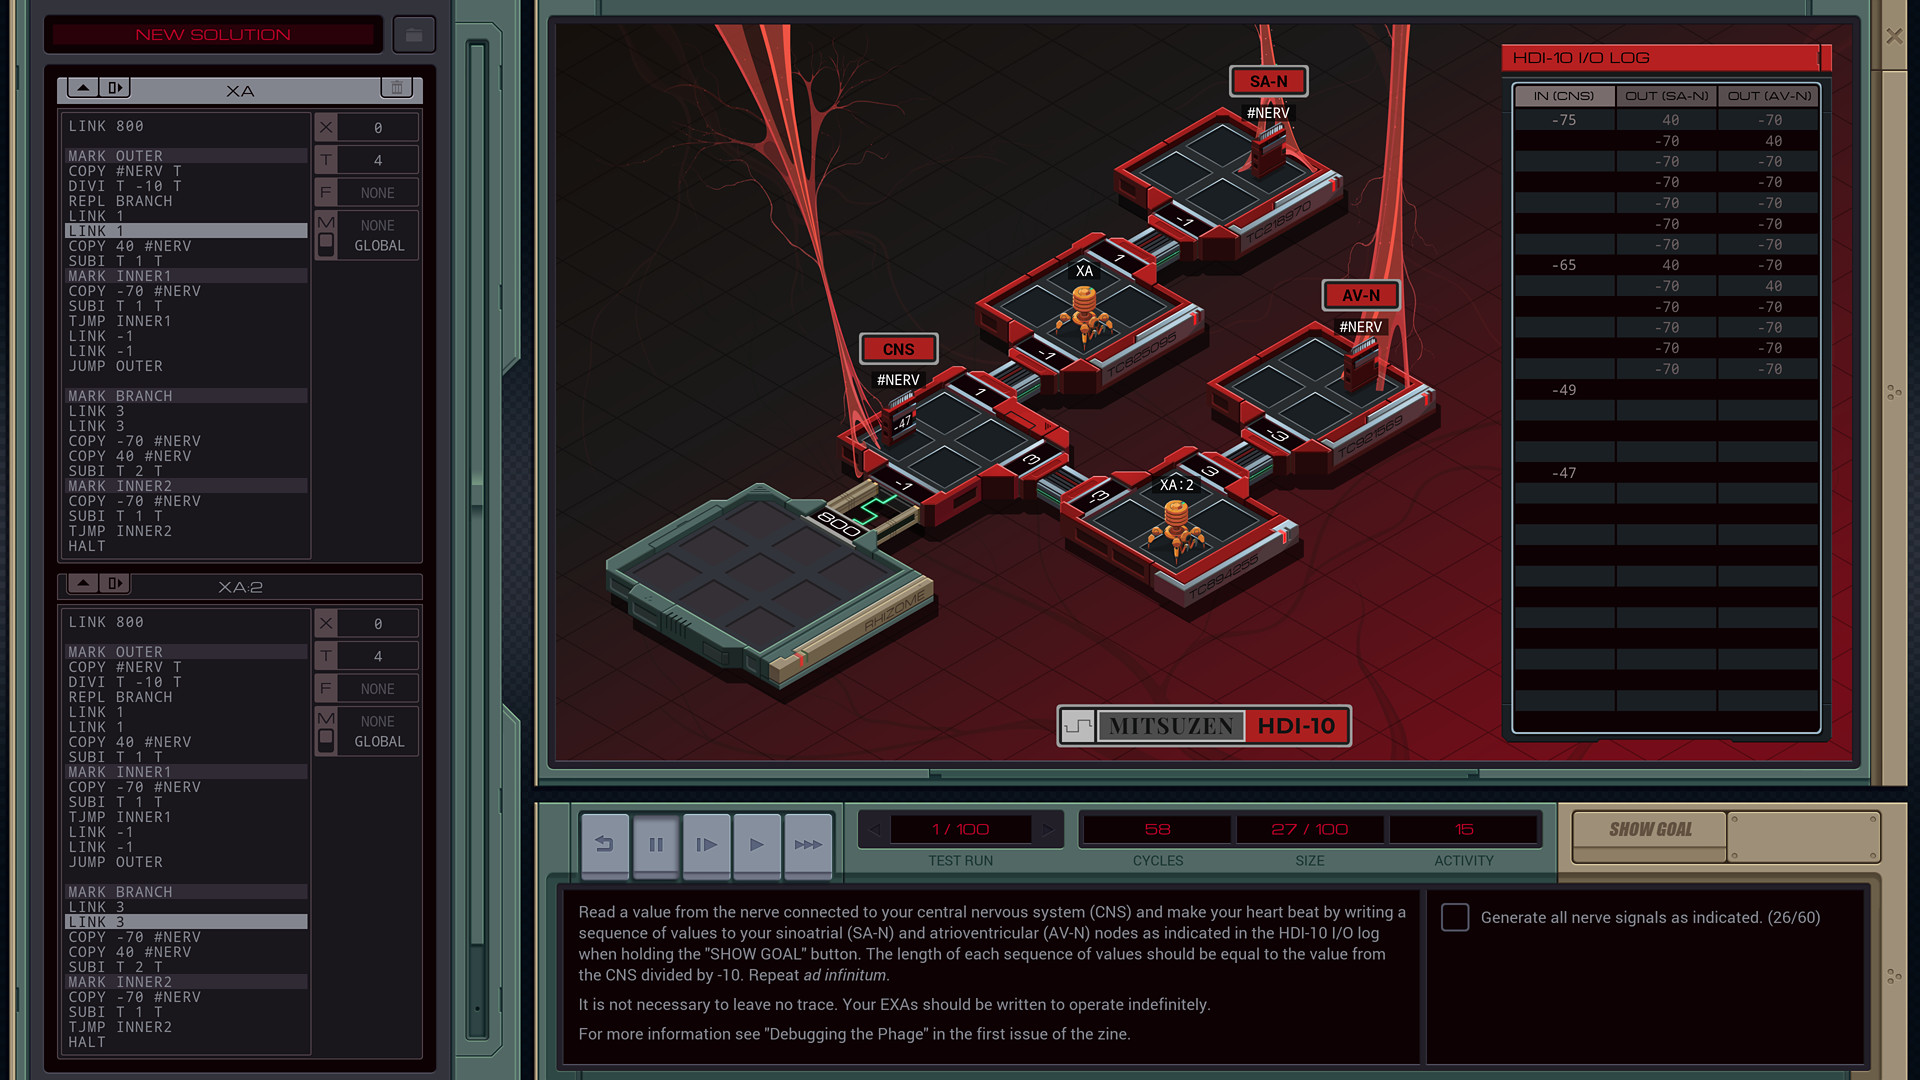 NEW SOLUTION
XA
LINK 800
MARK OUTER
COPY #NERV T
DIVI T -10 T
REPL BRANCH
LINK 1
LINK 1
COPY 40 #NERV
SUBI T 1 T
MARK INNER1
COPY -70 #NERV
SUBI T 1 T
TJMP INNER1
LINK -1
LINK -1
JUMP OUTER
MARK BRANCH
LINK 3
LINK 3
COPY -70 #NERV
COPY 40 #NERV
SUBI T 2 T
MARK INNER2
COPY -70 #NERV
SUBI T 1 T
TJMP INNER2
HALT
X 0
T 4
F NONE
M NONE
GLOBAL
XA:2
LINK 800
MARK OUTER
COPY #NERV T
DIVI T -10 T
REPL BRANCH
LINK 1
LINK 1
COPY 40 #NERV
SUBI T 1 T
MARK INNER1
COPY -70 #NERV
SUBI T 1 T
TJMP INNER1
LINK -1
LINK -1
JUMP OUTER
MARK BRANCH
LINK 3
LINK 3
COPY -70 #NERV
COPY 40 #NERV
SUBI T 2 T
MARK INNER2
COPY -70 #NERV
SUBI T 1 T
TJMP INNER2
HALT
X 0
T 4
F NONE
M NONE
GLOBAL
SA-N
#NERV
-1
1
XA
-1
AV-N
#NERV
CNS
#NERV
-47
1
3
-1
800
-3
3
-3
XA:2
RHIZOME
MITSUZEN HDI-10
HDI-10 I/O LOG
IN (CNS) OUT (SA-N) OUT (AV-N)
-75 40 -70
-70 40
-70 -70
-70 -70
-70 -70
-70 -70
-70 -70
-65 40 -70
-70 40
-70 -70
-70 -70
-70 -70
-70 -70
-49
-47
1 / 100
TEST RUN
58
CYCLES
27 / 100
SIZE
15
ACTIVITY
SHOW GOAL
Read a value from the nerve connected to your central nervous system (CNS) and make your heart beat by writing a
sequence of values to your sinoatrial (SA-N) and atrioventricular (AV-N) nodes as indicated in the HDI-10 I/O log
when holding the "SHOW GOAL" button. The length of each sequence of values should be equal to the value from
the CNS divided by -10. Repeat ad infinitum.
It is not necessary to leave no trace. Your EXAs should be written to operate indefinitely.
For more information see "Debugging the Phage" in the first issue of the zine.
Generate all nerve signals as indicated. (26/60)